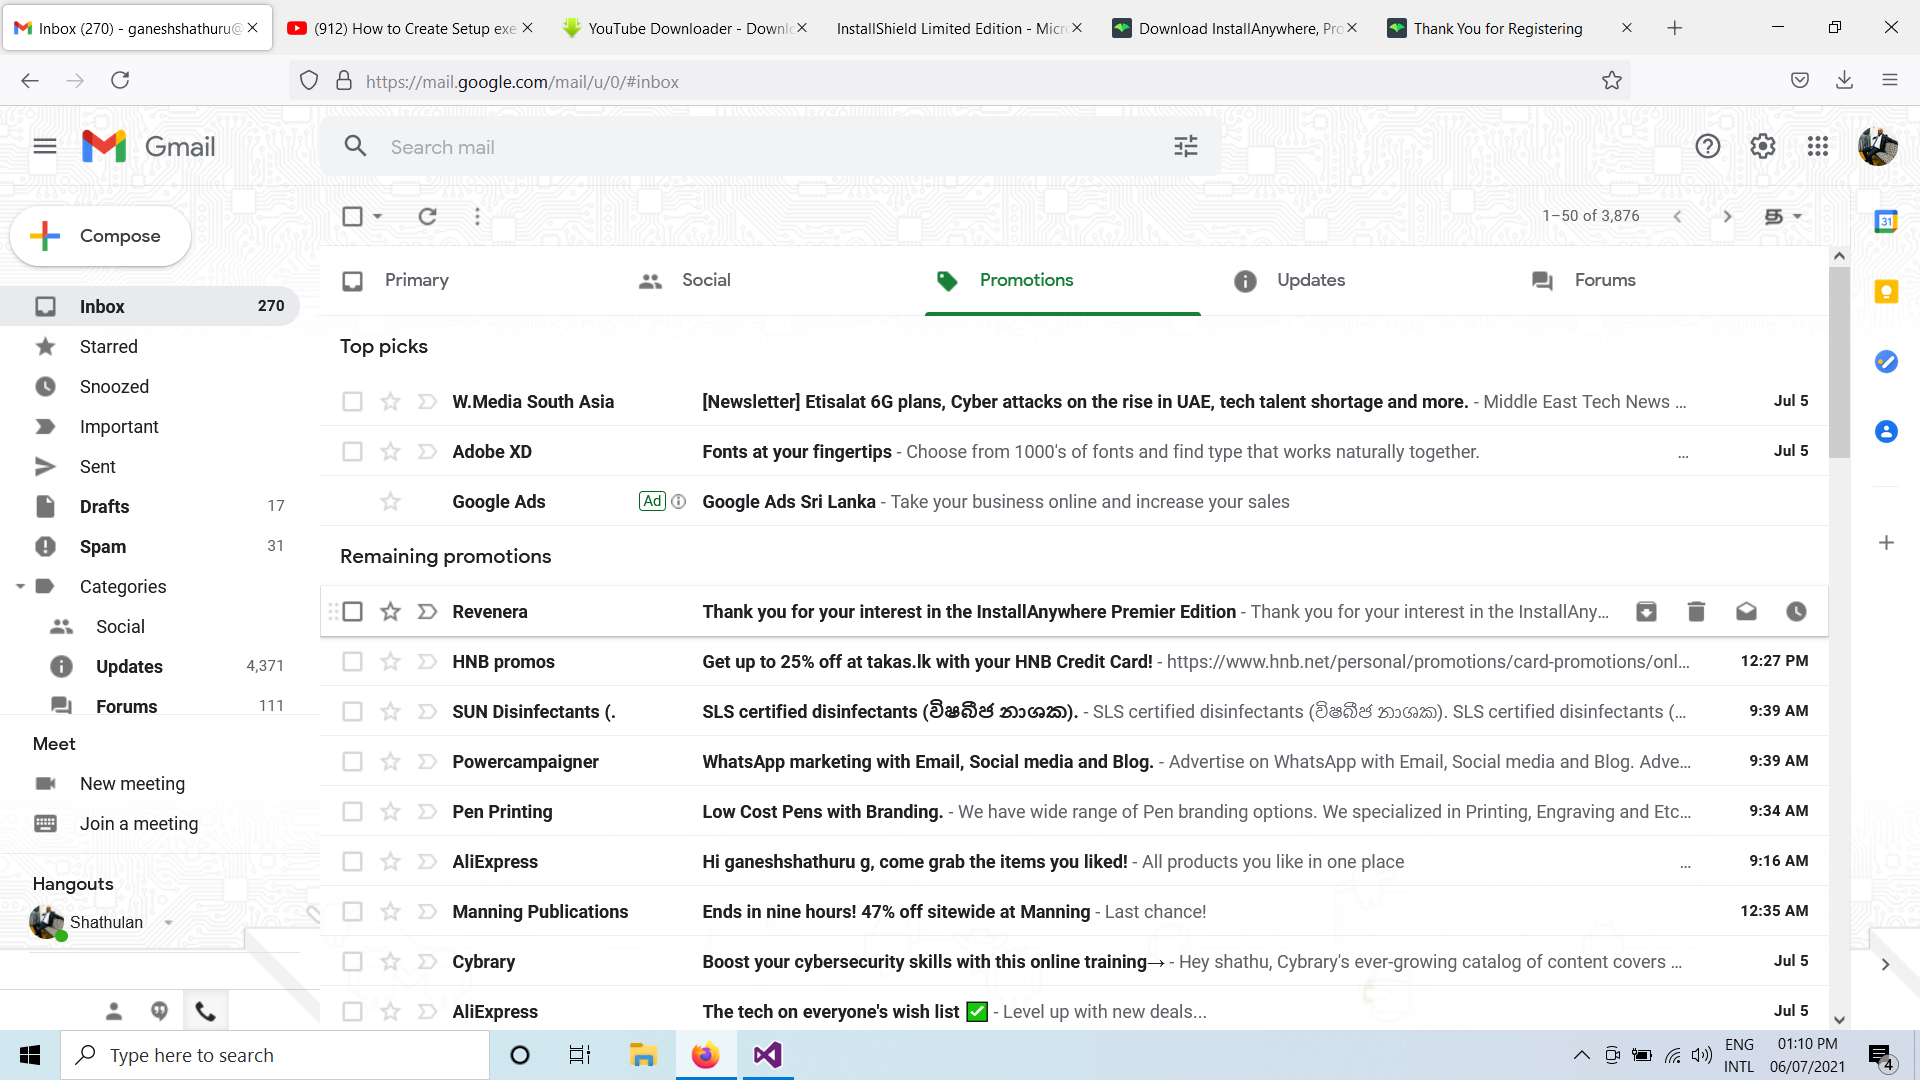 Inbox (270) - ganeshshathuru@
(912) How to Create Setup exe
YouTube Downloader - Downlo
InstallShield Limited Edition - Micr
Download InstallAnywhere, Pro
Thank You for Registering
https://mail.google.com/mail/u/0/#inbox
Gmail
Search mail
Compose
1–50 of 3,876
Inbox 270
Starred
Snoozed
Important
Sent
Drafts 17
Spam 31
Categories
Social
Updates 4,371
Forums 111
Meet
New meeting
Join a meeting
Hangouts
Shathulan
Primary
Social
Promotions
Updates
Forums
Top picks
W.Media South Asia [Newsletter] Etisalat 6G plans, Cyber attacks on the rise in UAE, tech talent shortage and more. - Middle East Tech News ... Jul 5
Adobe XD Fonts at your fingertips - Choose from 1000's of fonts and find type that works naturally together. ... Jul 5
Google Ads Ad Google Ads Sri Lanka - Take your business online and increase your sales
Remaining promotions
Revenera Thank you for your interest in the InstallAnywhere Premier Edition - Thank you for your interest in the InstallAny...
HNB promos Get up to 25% off at takas.lk with your HNB Credit Card! - https://www.hnb.net/personal/promotions/card-promotions/onl... 12:27 PM
SUN Disinfectants (. SLS certified disinfectants (විෂබීජ නාශක). - SLS certified disinfectants (විෂබීජ නාශක). SLS certified disinfectants (... 9:39 AM
Powercampaigner WhatsApp marketing with Email, Social media and Blog. - Advertise on WhatsApp with Email, Social media and Blog. Adve... 9:39 AM
Pen Printing Low Cost Pens with Branding. - We have wide range of Pen branding options. We specialized in Printing, Engraving and Etc... 9:34 AM
AliExpress Hi ganeshshathuru g, come grab the items you liked! - All products you like in one place ... 9:16 AM
Manning Publications Ends in nine hours! 47% off sitewide at Manning - Last chance! 12:35 AM
Cybrary Boost your cybersecurity skills with this online training→ - Hey shathu, Cybrary's ever-growing catalog of content covers ... Jul 5
AliExpress The tech on everyone's wish list ✅ - Level up with new deals... Jul 5
31
Type here to search
ENG
INTL
01:10 PM
06/07/2021
4